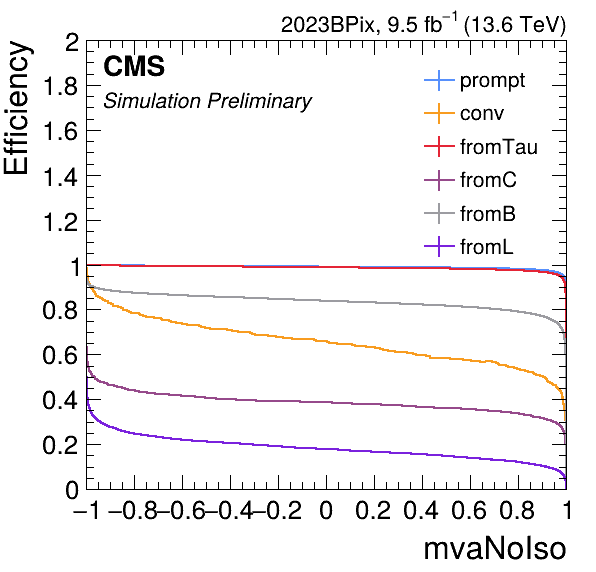 2023BPix, 9.5 fb⁻¹ (13.6 TeV)
Efficiency
CMS
Simulation Preliminary
prompt
conv
fromTau
fromC
fromB
fromL
2
1.8
1.6
1.4
1.2
1
0.8
0.6
0.4
0.2
0
−1 −0.8 −0.6 −0.4 −0.2 0 0.2 0.4 0.6 0.8 1
mvaNoIso